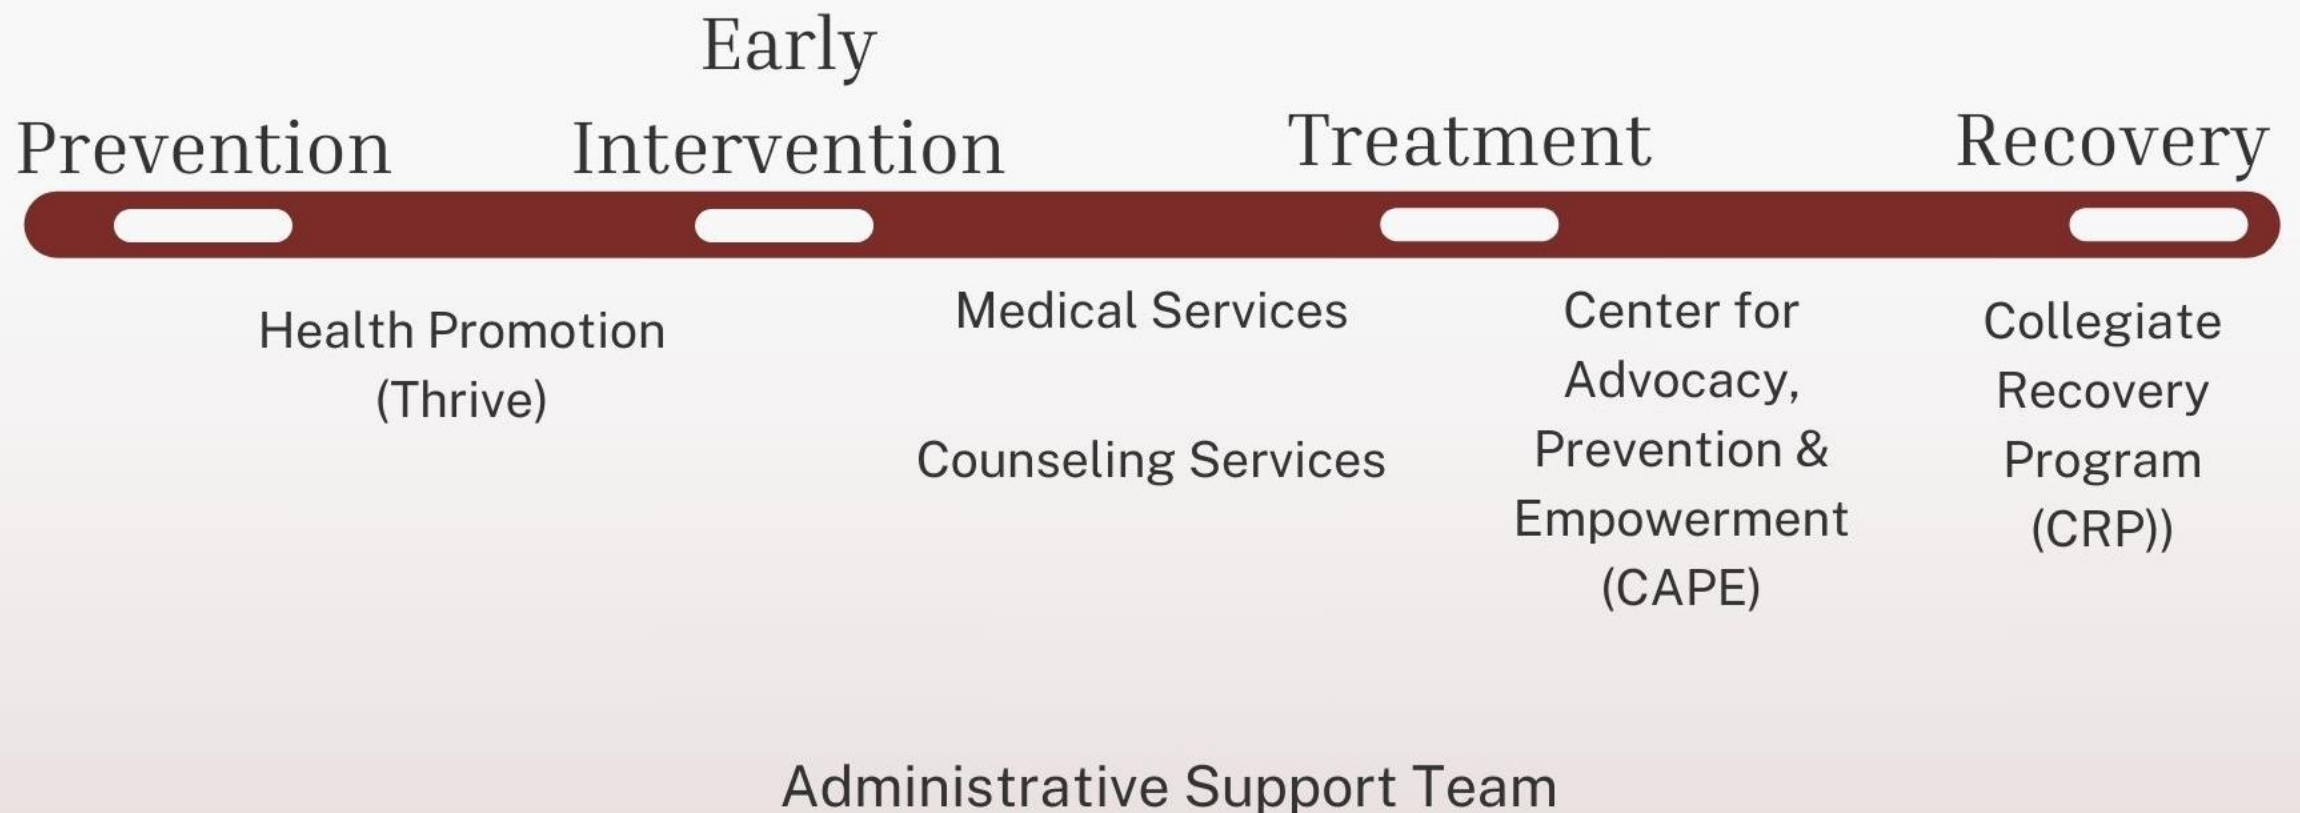 Early
Prevention
Intervention
Treatment
Recovery
Health Promotion
(Thrive)
Medical Services
Counseling Services
Center for
Advocacy,
Prevention &
Empowerment
(CAPE)
Collegiate
Recovery
Program
(CRP))
Administrative Support Team